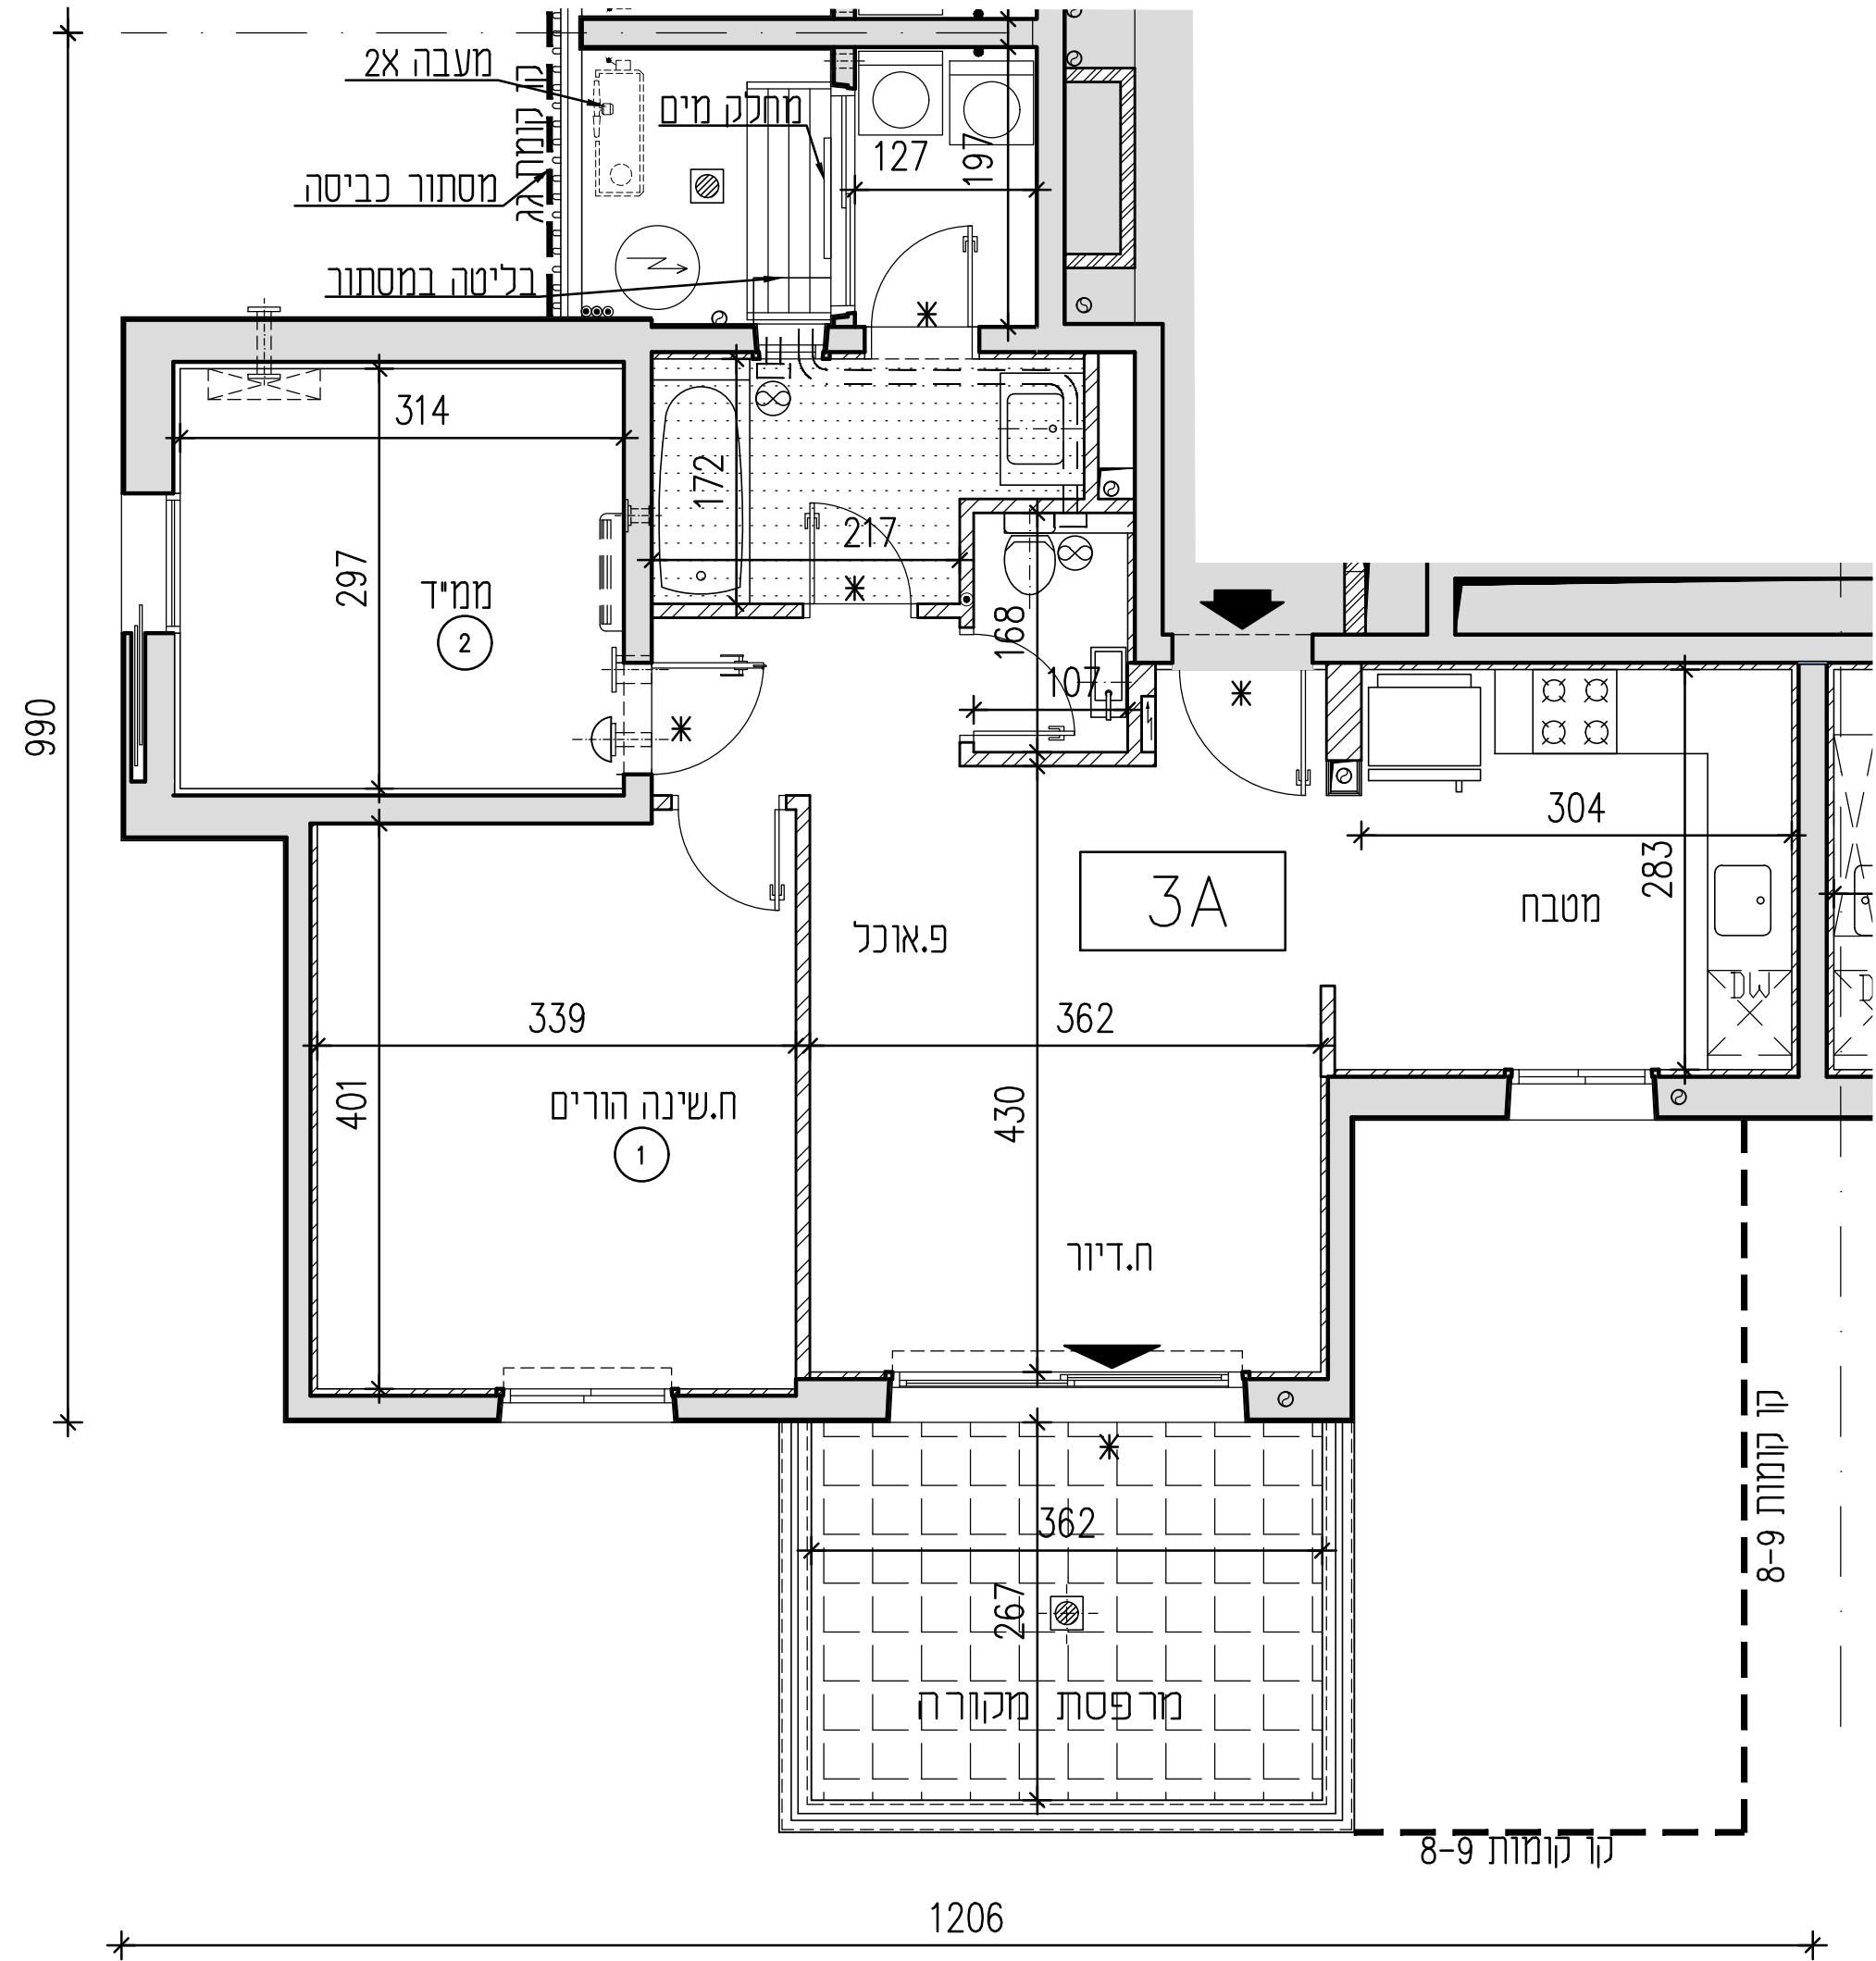 מעבה 2X
קו קומת גג
מחלק מים
127
197
מסתור כביסה
בליטה במסתור
314
172
217
297
ממ"ד
2
168
107
990
304
283
3A
מטבח
פ.אוכל
DW
D
339
362
401
430
ח.שינה הורים
1
ח.דיור
קו קומות 8-9
362
267
מרפסת מקורה
קו קומות 8-9
1206